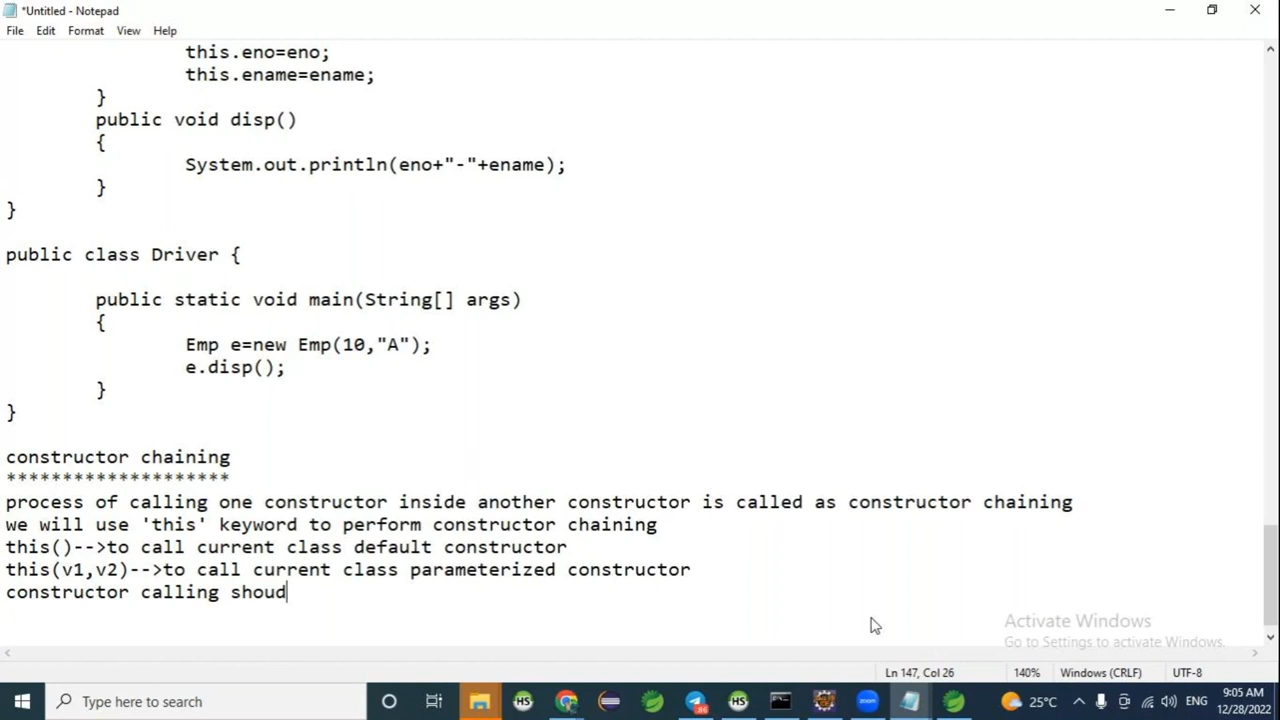 *Untitled - Notepad
File Edit Format View Help
this.eno=eno;
this.ename=ename;
}
public void disp()
{
System.out.println(eno+"-"+ename);
}
}
public class Driver {
public static void main(String[] args)
{
Emp e=new Emp(10,"A");
e.disp();
}
}
constructor chaining
********************
process of calling one constructor inside another constructor is called as constructor chaining
we will use 'this' keyword to perform constructor chaining
this()-->to call current class default constructor
this(v1,v2)-->to call current class parameterized constructor
constructor calling shoud
Activate Windows
Go to Settings to activate Windows.
Ln 147, Col 26 140% Windows (CRLF) UTF-8
Type here to search HS HS zoom 25°C ENG 9:05 AM
12/28/2022